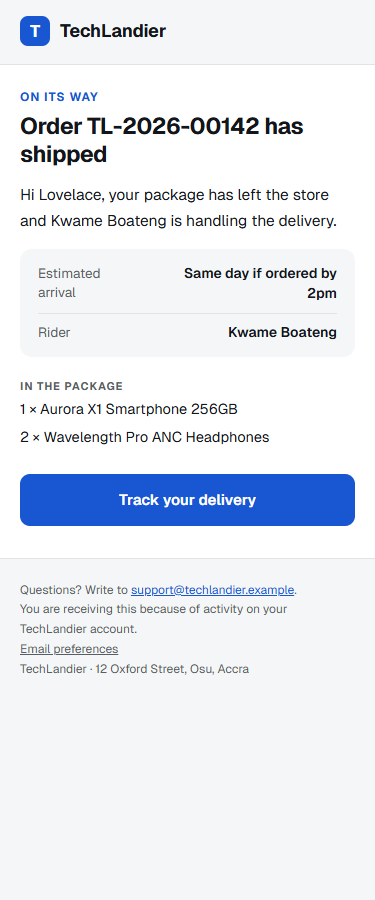 T TechLandier
ON ITS WAY
Order TL-2026-00142 has
shipped
Hi Lovelace, your package has left the store
and Kwame Boateng is handling the delivery.
Estimated
arrival
Same day if ordered by
2pm
Rider
Kwame Boateng
IN THE PACKAGE
1 × Aurora X1 Smartphone 256GB
2 × Wavelength Pro ANC Headphones
Track your delivery
Questions? Write to support@techlandier.example.
You are receiving this because of activity on your
TechLandier account.
Email preferences
TechLandier · 12 Oxford Street, Osu, Accra